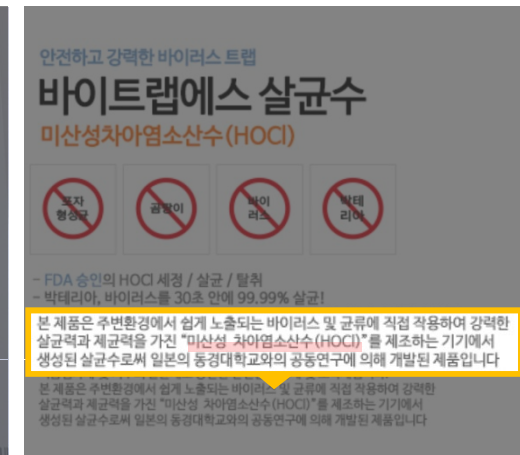 안전하고 강력한 바이러스 트랩
바이트랩에스 살균수
미산성차아염소산수(HOCl)
포자
형성균
곰팡이
바이
러스
박테
리아
- FDA 승인의 HOCl 세정 / 살균 / 탈취
- 박테리아, 바이러스를 30초 안에 99.99% 살균!
본 제품은 주변환경에서 쉽게 노출되는 바이러스 및 균류에 직접 작용하여 강력한
살균력과 제균력을 가진 "미산성 차아염소산수(HOCl)"를 제조하는 기기에서
생성된 살균수로써 일본의 동경대학교와의 공동연구에 의해 개발된 제품입니다
본 제품은 주변환경에서 쉽게 노출되는 바이러스 및 균류에 직접 작용하여 강력한
살균력과 제균력을 가진 "미산성 차아염소산수(HOCl)"를 제조하는 기기에서
생성된 살균수로써 일본의 동경대학교와의 공동연구에 의해 개발된 제품입니다